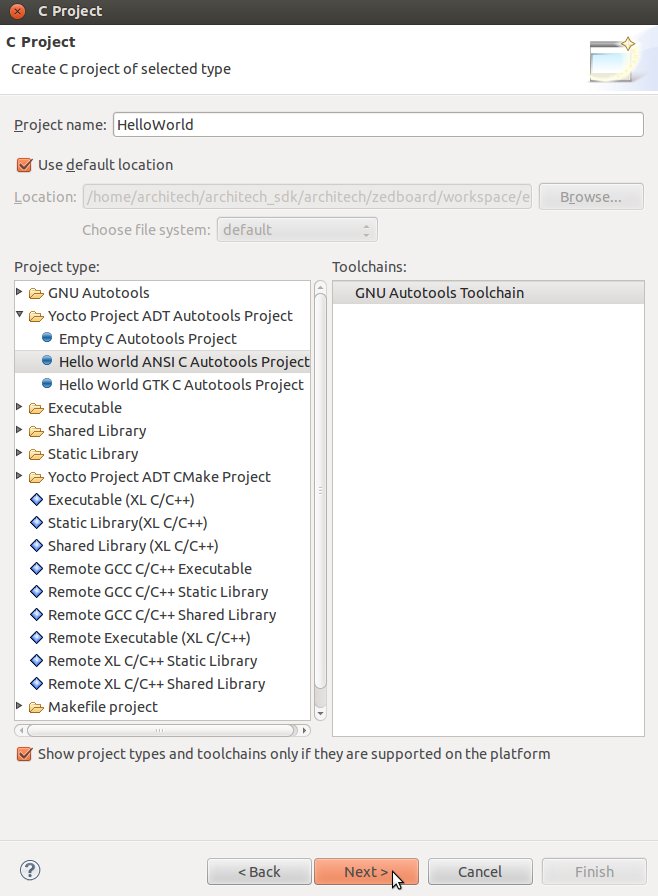 C Project
C Project
Create C project of selected type
Project name: HelloWorld
Use default location
Location: /home/architech/architech_sdk/architech/zedboard/workspace/e Browse...
Choose file system: default
Project type: Toolchains:
GNU Autotools GNU Autotools Toolchain
Yocto Project ADT Autotools Project
Empty C Autotools Project
Hello World ANSI C Autotools Project
Hello World GTK C Autotools Project
Executable
Shared Library
Static Library
Yocto Project ADT CMake Project
Executable (XL C/C++)
Static Library(XL C/C++)
Shared Library (XL C/C++)
Remote GCC C/C++ Executable
Remote GCC C/C++ Static Library
Remote GCC C/C++ Shared Library
Remote Executable (XL C/C++)
Remote XL C/C++ Static Library
Remote XL C/C++ Shared Library
Makefile project
Show project types and toolchains only if they are supported on the platform
? < Back Next > Cancel Finish